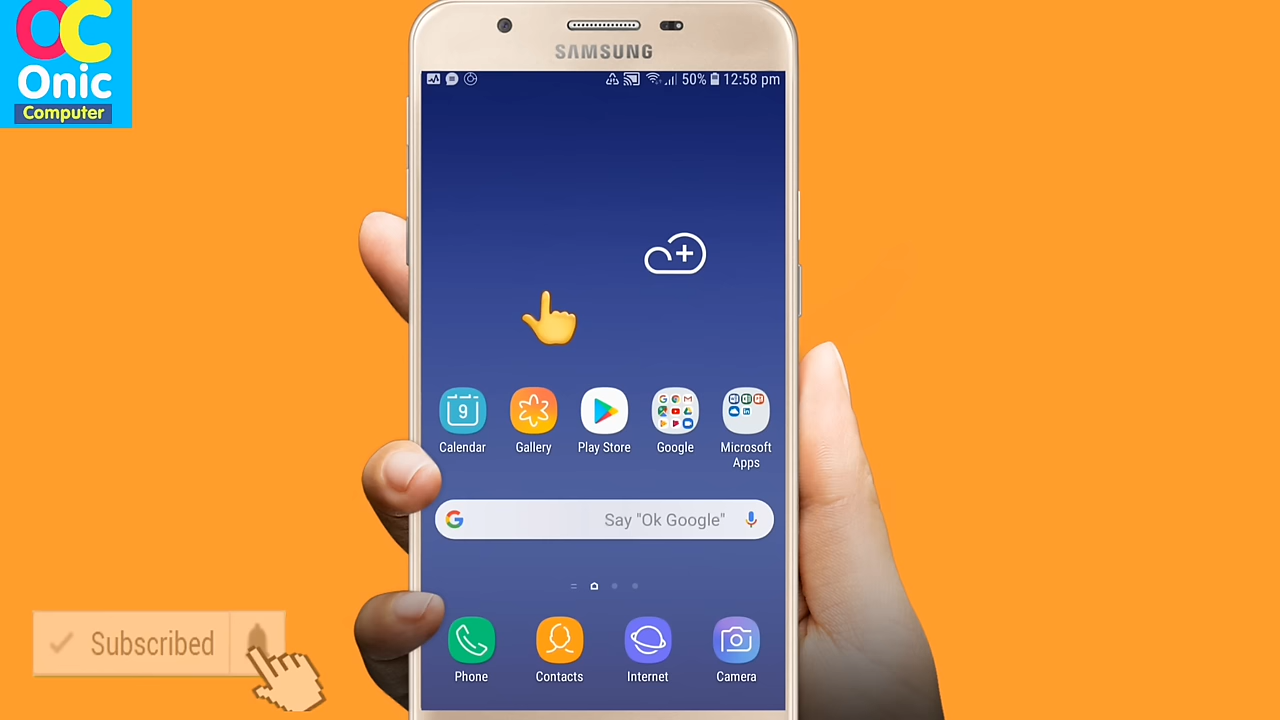 OC
Onic
Computer
SAMSUNG
50% 12:58 pm
9
Calendar
Gallery
Play Store
Google
Microsoft
Apps
Say "Ok Google"
Phone
Contacts
Internet
Camera
Subscribed